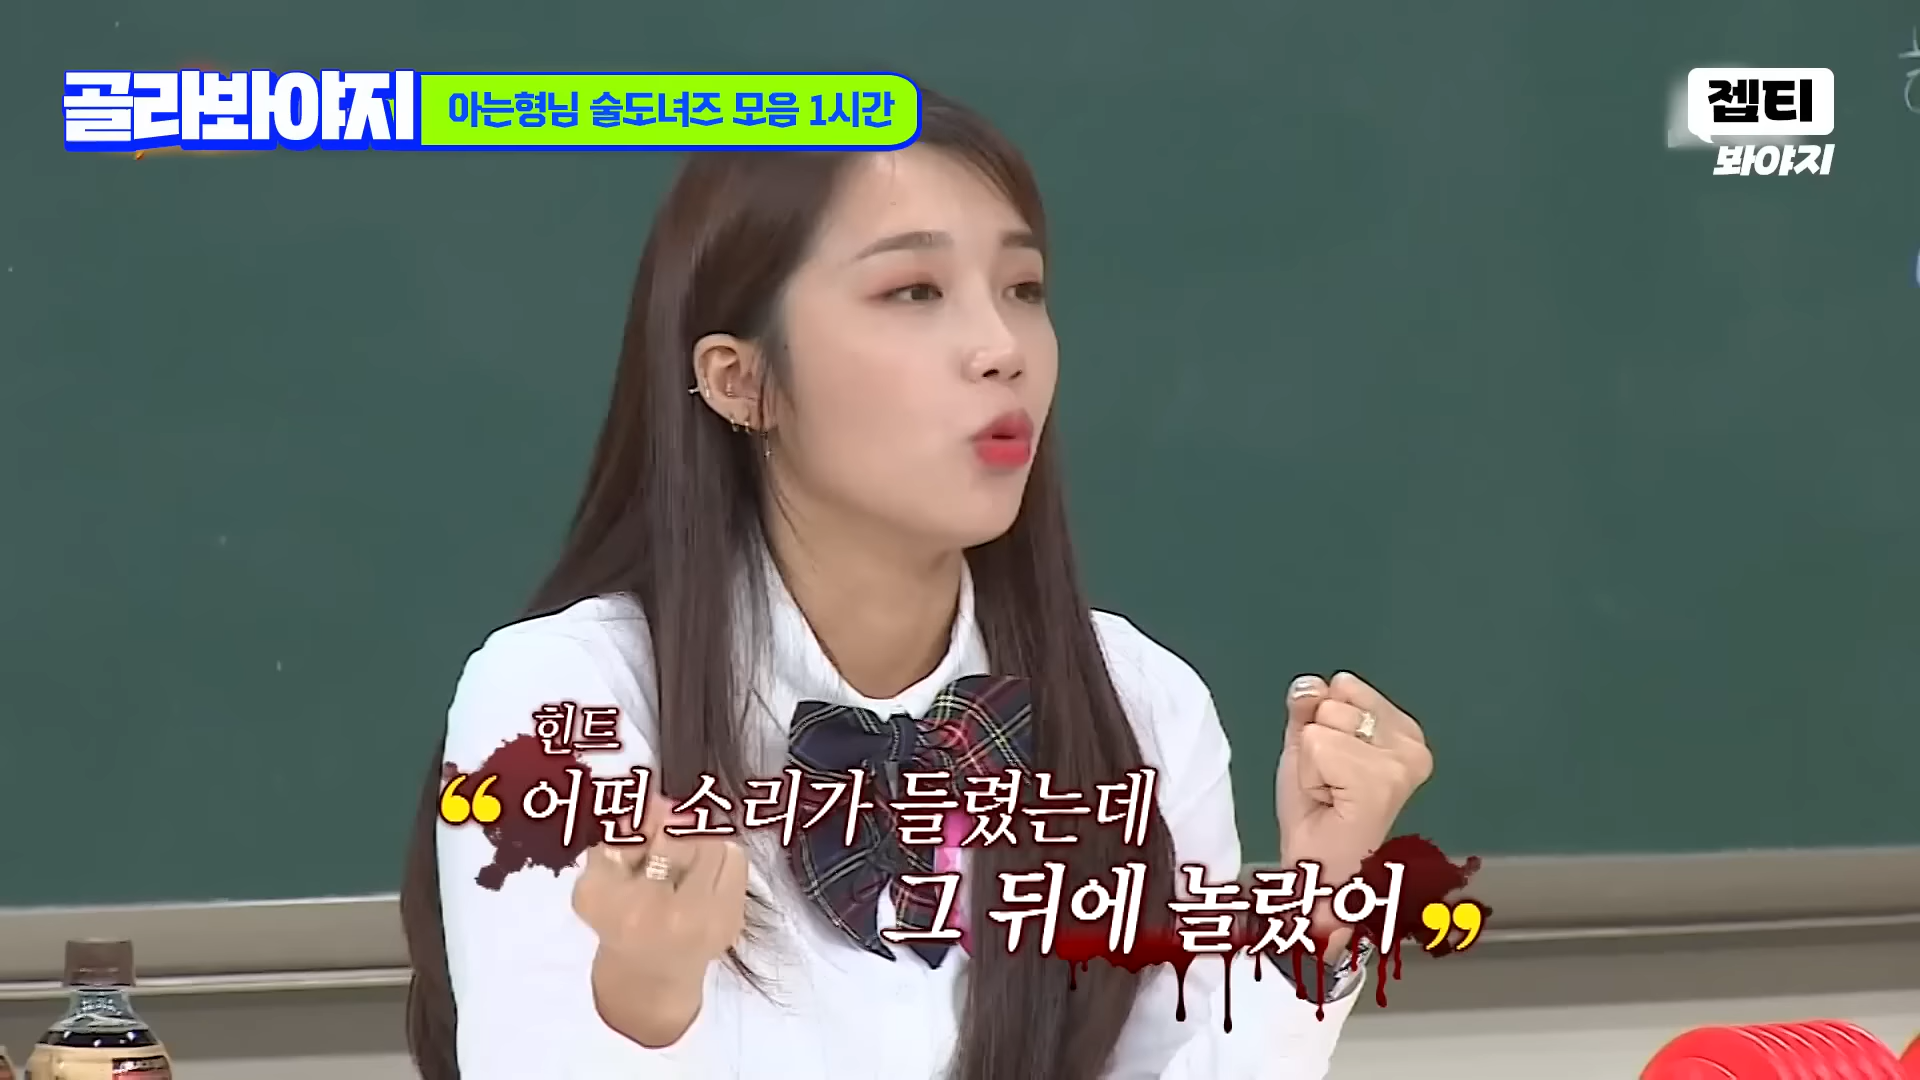 골라봐야지
아는형님 술도녀즈 모음 1시간
젭티
봐야지
힌트
“어떤 소리가 들렸는데
그 뒤에 놀랐어”